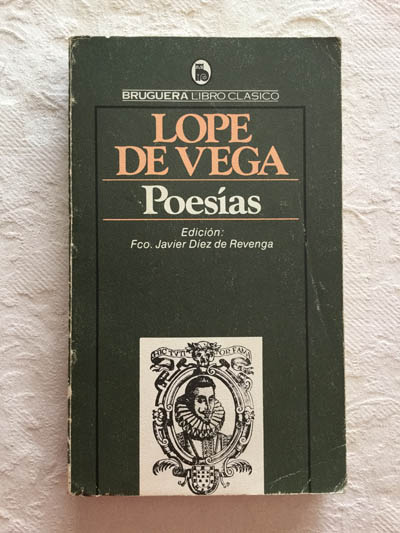 BRUGUERA LIBRO CLASICO
LOPE
DE VEGA
Poesías
Edición:
Fco. Javier Díez de Revenga